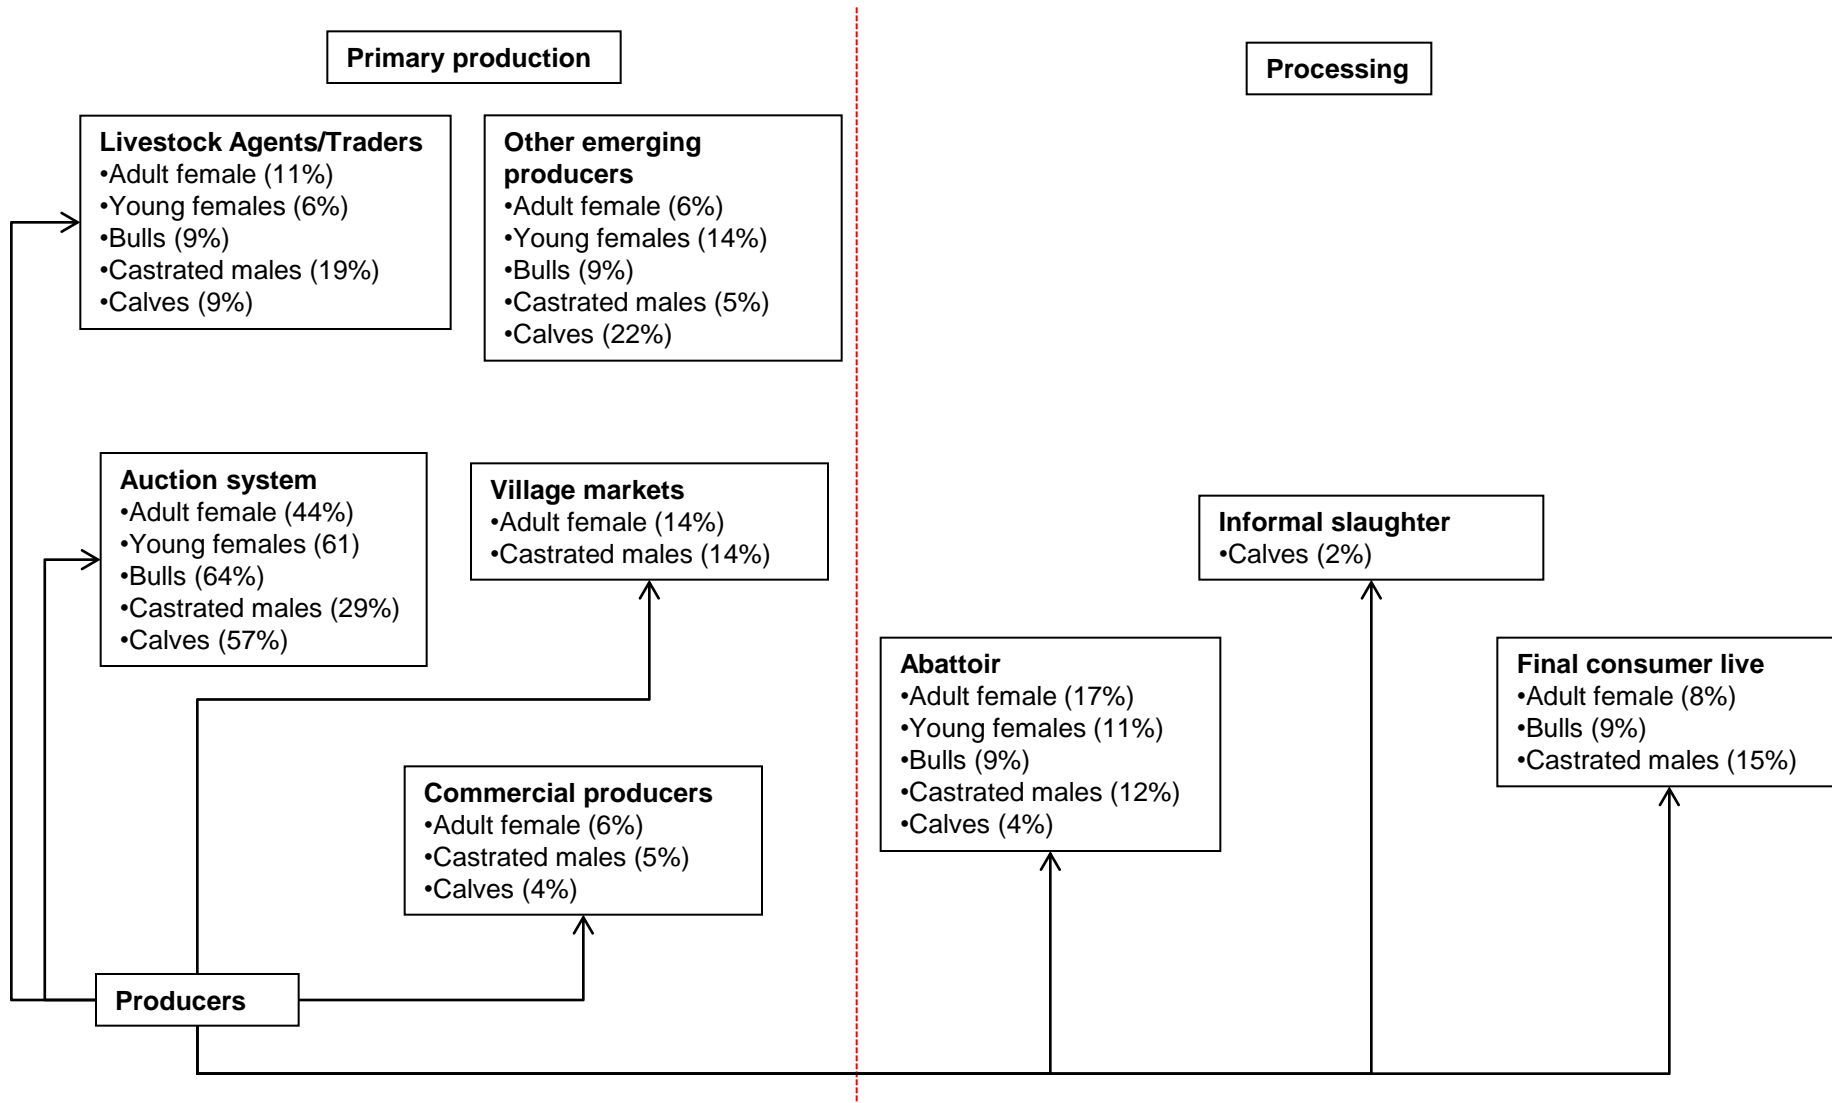 Primary production
Processing
Livestock Agents/Traders
•Adult female (11%)
•Young females (6%)
•Bulls (9%)
•Castrated males (19%)
•Calves (9%)
Other emerging
producers
•Adult female (6%)
•Young females (14%)
•Bulls (9%)
•Castrated males (5%)
•Calves (22%)
Auction system
•Adult female (44%)
•Young females (61)
•Bulls (64%)
•Castrated males (29%)
•Calves (57%)
Village markets
•Adult female (14%)
•Castrated males (14%)
Informal slaughter
•Calves (2%)
Abattoir
•Adult female (17%)
•Young females (11%)
•Bulls (9%)
•Castrated males (12%)
•Calves (4%)
Final consumer live
•Adult female (8%)
•Bulls (9%)
•Castrated males (15%)
Commercial producers
•Adult female (6%)
•Castrated males (5%)
•Calves (4%)
Producers